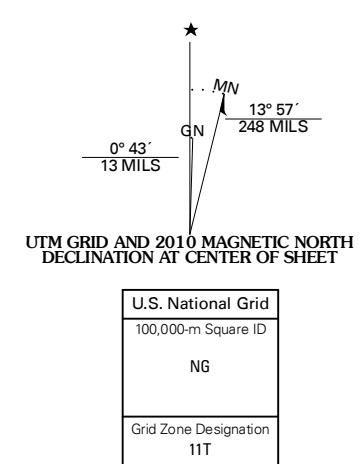 MN
GN
13° 57´
248 MILS
0° 43´
13 MILS
UTM GRID AND 2010 MAGNETIC NORTH
DECLINATION AT CENTER OF SHEET
U.S. National Grid
100,000-m Square ID
NG
Grid Zone Designation
11T